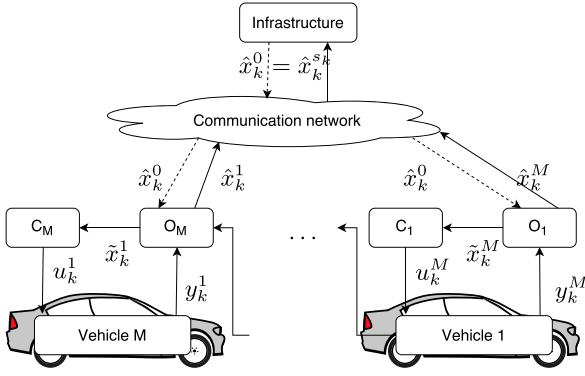 Infrastructure
x̂_k^0 = x̂_k^{s_k}
Communication network
x̂_k^0 x̂_k^1 x̂_k^0 x̂_k^M
C_M O_M ... C_1 O_1
x̃_k^1 x̃_k^M
u_k^1 y_k^1 u_k^M y_k^M
Vehicle M Vehicle 1